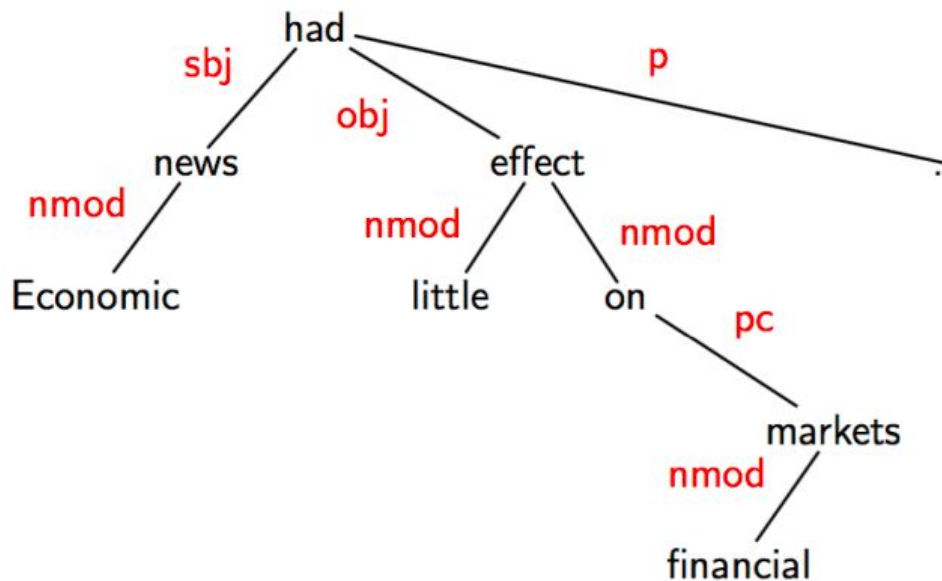 had
sbj
p
obj
news
effect
.
nmod
nmod
nmod
Economic
little
on
pc
markets
nmod
financial